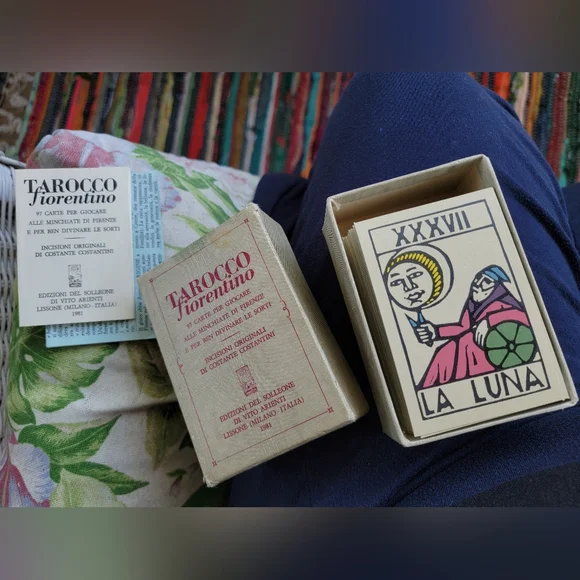 TAROCCO
fiorentino
97 CARTE PER GIOCARE
ALLE MINCHIATE DI FIRENZE
E PER BEN DIVINARE LE SORTI
INCISIONI ORIGINALI
DI COSTANTE COSTANTINI
EDIZIONI DEL SOLLEONE
DI VITO ARIENTI
LISSONE (MILANO - ITALIA)
1981
TAROCCO
fiorentino
97 CARTE PER GIOCARE
ALLE MINCHIATE DI FIRENZE
E PER BEN DIVINARE LE SORTI
INCISIONI ORIGINALI
DI COSTANTE COSTANTINI
EDIZIONI DEL SOLLEONE
DI VITO ARIENTI
LISSONE (MILANO - ITALIA)
1981
XXXVII
LA LUNA